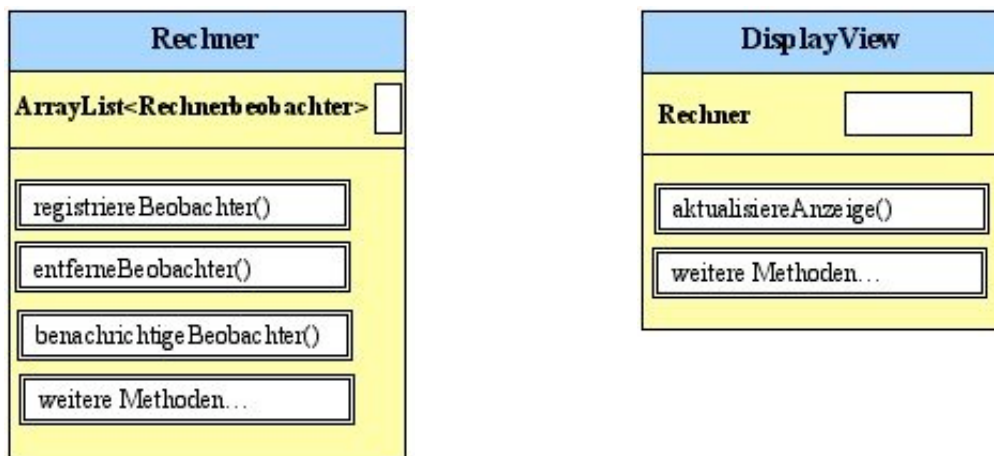 Rechner
ArrayList<Rechnerbeobachter>
registriereBeobachter()
entferneBeobachter()
benachrichtigeBeobachter()
weitere Methoden...
DisplayView
Rechner
aktualisiereAnzeige()
weitere Methoden...